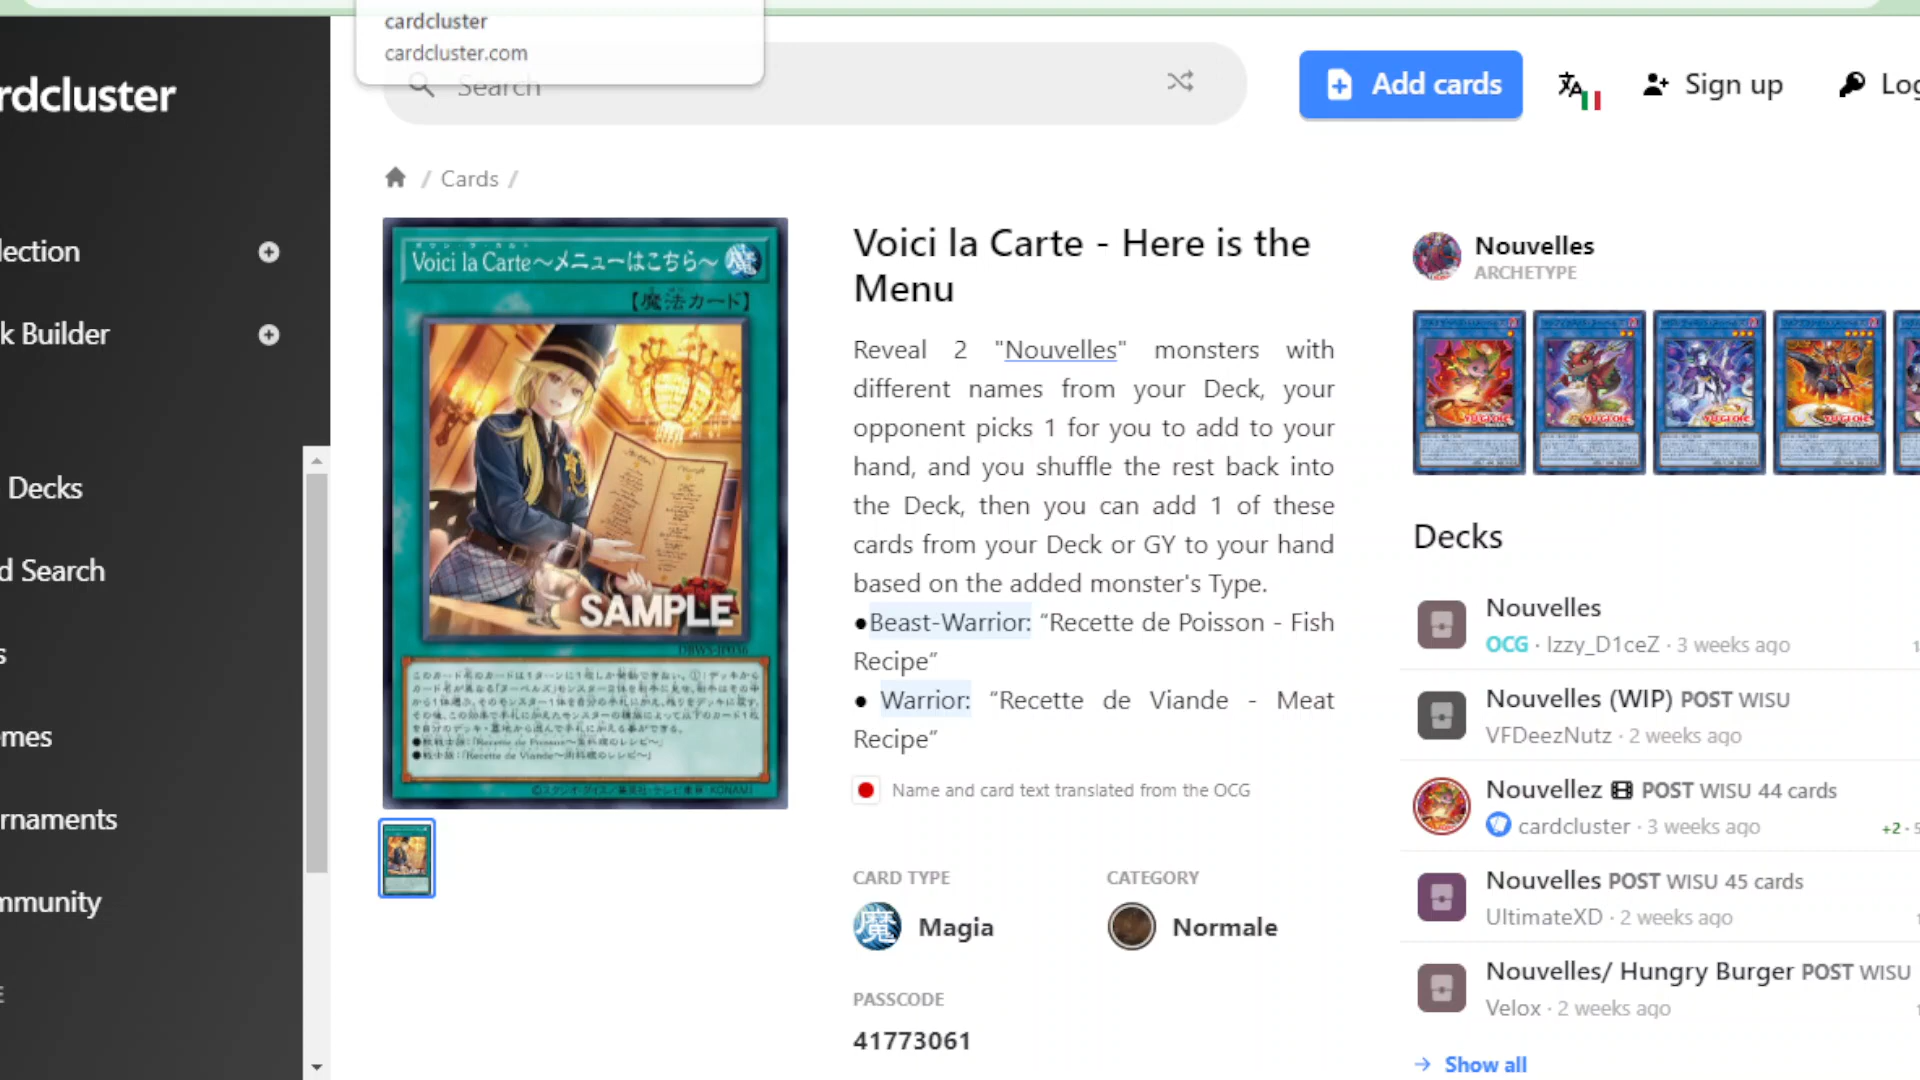 cardcluster
cardcluster.com
rdcluster
Search
Add cards
Sign up
Log
/ Cards /
lection
k Builder
Decks
d Search
s
mes
rnaments
mmunity
E
Voici la Carte～メニューはこちら～
【魔法カード】
SAMPLE
DBWS-JP036
Voici la Carte - Here is the
Menu
Reveal 2 "Nouvelles" monsters with
different names from your Deck, your
opponent picks 1 for you to add to your
hand, and you shuffle the rest back into
the Deck, then you can add 1 of these
cards from your Deck or GY to your hand
based on the added monster's Type.
●Beast-Warrior: “Recette de Poisson - Fish
Recipe”
● Warrior: “Recette de Viande - Meat
Recipe”
Name and card text translated from the OCG
CARD TYPE
CATEGORY
魔 Magia
Normale
PASSCODE
41773061
Nouvelles
ARCHETYPE
Decks
Nouvelles
OCG · Izzy_D1ceZ · 3 weeks ago
Nouvelles (WIP) POST WISU
VFDeezNutz · 2 weeks ago
Nouvellez POST WISU 44 cards
cardcluster · 3 weeks ago
+2 · 5
Nouvelles POST WISU 45 cards
UltimateXD · 2 weeks ago
Nouvelles/ Hungry Burger POST WISU
Velox · 2 weeks ago
→ Show all